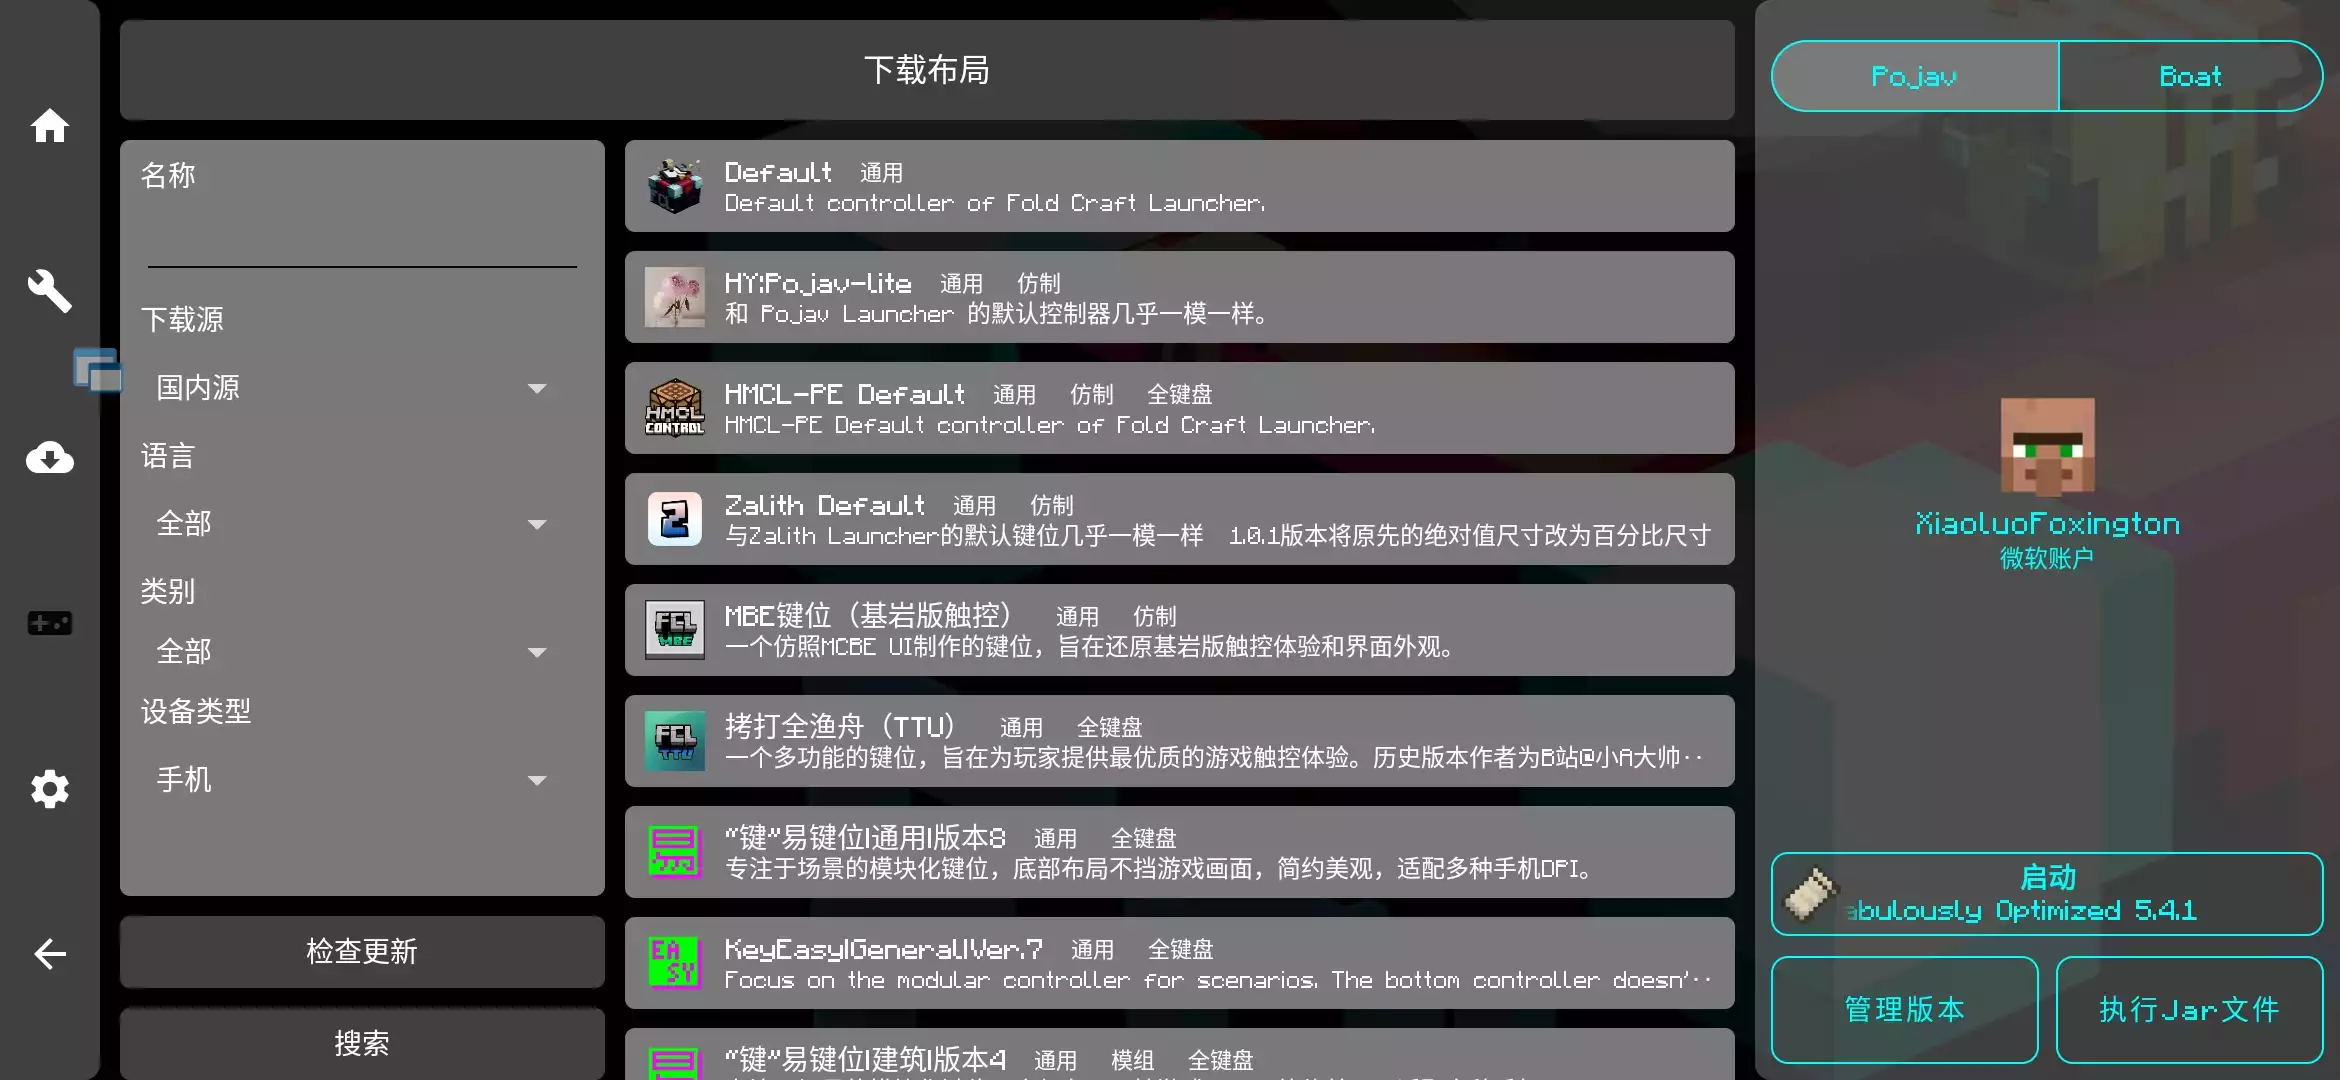 下载布局
名称
下载源
国内源
语言
全部
类别
全部
设备类型
手机
检查更新
搜索
Default 通用
Default controller of Fold Craft Launcher.
HY:Pojav-lite 通用 仿制
和 Pojav Launcher 的默认控制器几乎一模一样。
HMCL CONTROL
HMCL-PE Default 通用 仿制 全键盘
HMCL-PE Default controller of Fold Craft Launcher.
Zalith Default 通用 仿制
与Zalith Launcher的默认键位几乎一模一样 1.0.1版本将原先的绝对值尺寸改为百分比尺寸
FCL MBE
MBE键位（基岩版触控） 通用 仿制
一个仿照MCBE UI制作的键位，旨在还原基岩版触控体验和界面外观。
FCL TTU
拷打全渔舟（TTU） 通用 全键盘
一个多功能的键位，旨在为玩家提供最优质的游戏触控体验。历史版本作者为B站@小A大帅··
“键”易键位|通用|版本8 通用 全键盘
专注于场景的模块化键位，底部布局不挡游戏画面，简约美观，适配多种手机DPI。
EA SY
KeyEasy|General|Ver.7 通用 全键盘
Focus on the modular controller for scenarios. The bottom controller doesn'··
“键”易键位|建筑|版本4 通用 模组 全键盘
Pojav
Boat
XiaoluoFoxington
微软账户
启动
abulously Optimized 5.4.1
管理版本
执行Jar文件